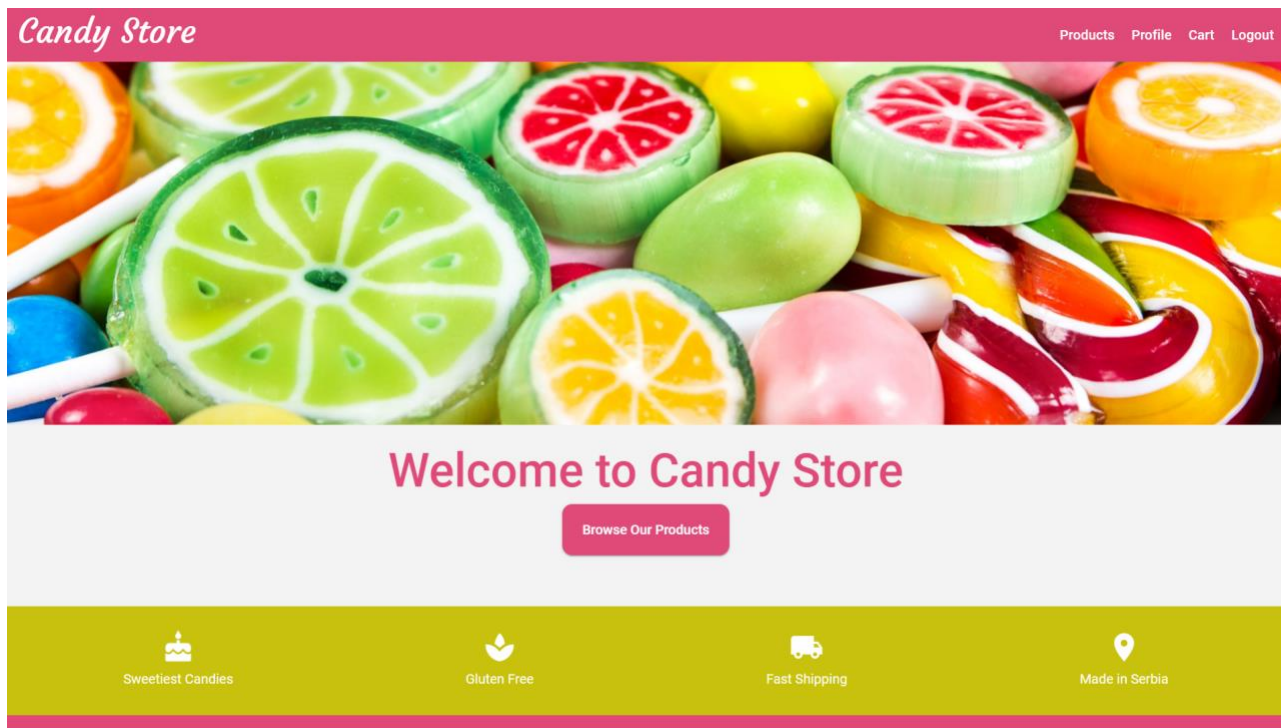 Candy Store
Products Profile Cart Logout
Welcome to Candy Store
Browse Our Products
Sweetiest Candies
Gluten Free
Fast Shipping
Made in Serbia